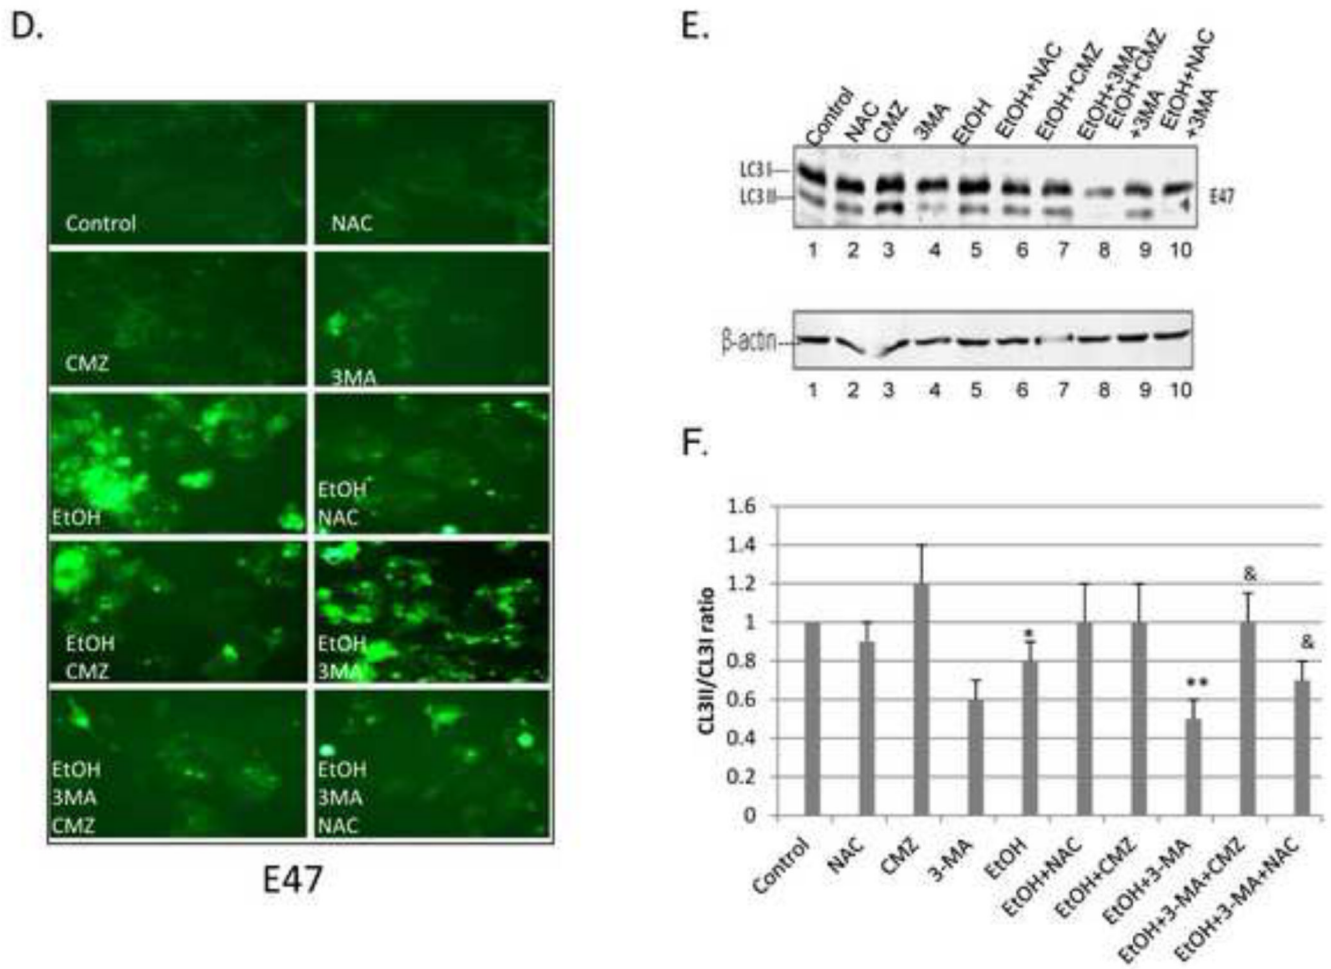 D.
Control
NAC
CMZ
3MA
EtOH
EtOH
NAC
EtOH
CMZ
EtOH
3MA
EtOH
3MA
CMZ
EtOH
3MA
NAC
E47
E.
Control
NAC
CMZ
3MA
EtOH
EtOH+NAC
EtOH+CMZ
EtOH+3MA
EtOH+CMZ
+3MA
EtOH+NAC
+3MA
LC3 I
LC3 II
E47
1 2 3 4 5 6 7 8 9 10
β-actin
1 2 3 4 5 6 7 8 9 10
F.
CL3II/CL3I ratio
1.6
1.4
1.2
1
0.8
0.6
0.4
0.2
0
*
**
&
&
Control
NAC
CMZ
3-MA
EtOH
EtOH+NAC
EtOH+CMZ
EtOH+3-MA
EtOH+3-MA+CMZ
EtOH+3-MA+NAC